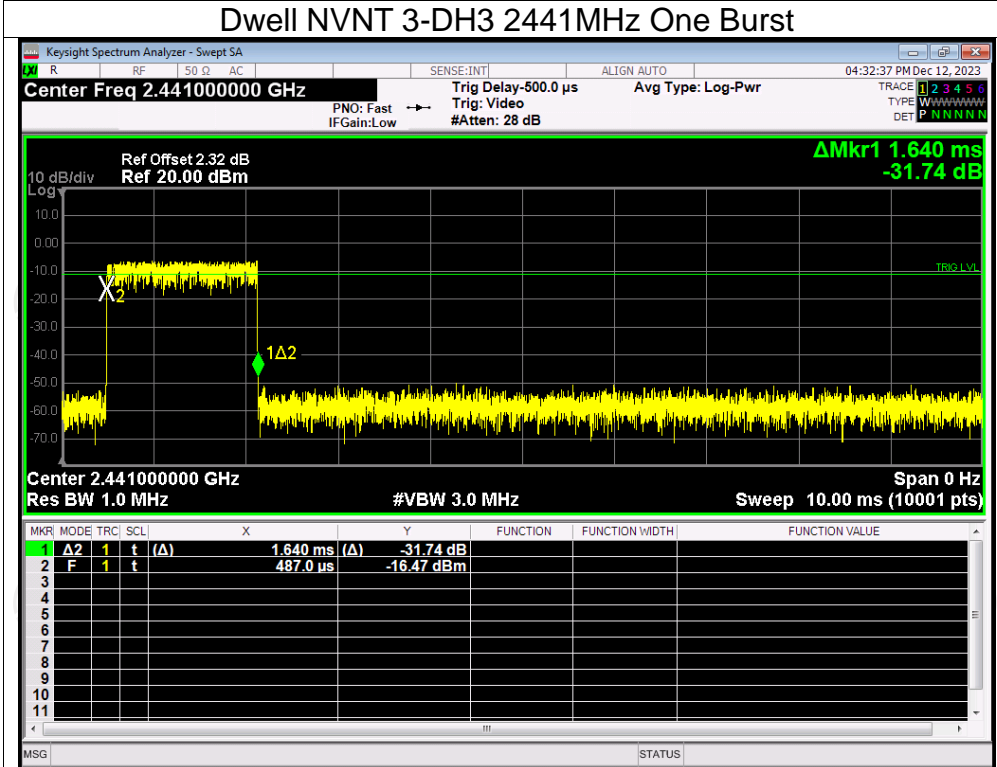 Dwell NVNT 3-DH3 2441MHz One Burst
Keysight Spectrum Analyzer - Swept SA
LXI R RF 50 Ω AC SENSE:INT ALIGN AUTO 04:32:37 PM Dec 12, 2023
Center Freq 2.441000000 GHz Trig Delay-500.0 µs Avg Type: Log-Pwr TRACE 1 2 3 4 5 6
PNO: Fast Trig: Video TYPE WWWWWW
IFGain:Low #Atten: 28 dB DET P N N N N N
ΔMkr1 1.640 ms
-31.74 dB
Ref Offset 2.32 dB
10 dB/div Ref 20.00 dBm
Log
10.0
0.00
-10.0
TRIG LVL
-20.0
X2
-30.0
-40.0
1Δ2
-50.0
-60.0
-70.0
Center 2.441000000 GHz Span 0 Hz
Res BW 1.0 MHz #VBW 3.0 MHz Sweep 10.00 ms (10001 pts)
MKR MODE TRC SCL X Y FUNCTION FUNCTION WIDTH FUNCTION VALUE
1 Δ2 1 t (Δ) 1.640 ms (Δ) -31.74 dB
2 F 1 t 487.0 µs -16.47 dBm
3
4
5
6
7
8
9
10
11
MSG STATUS